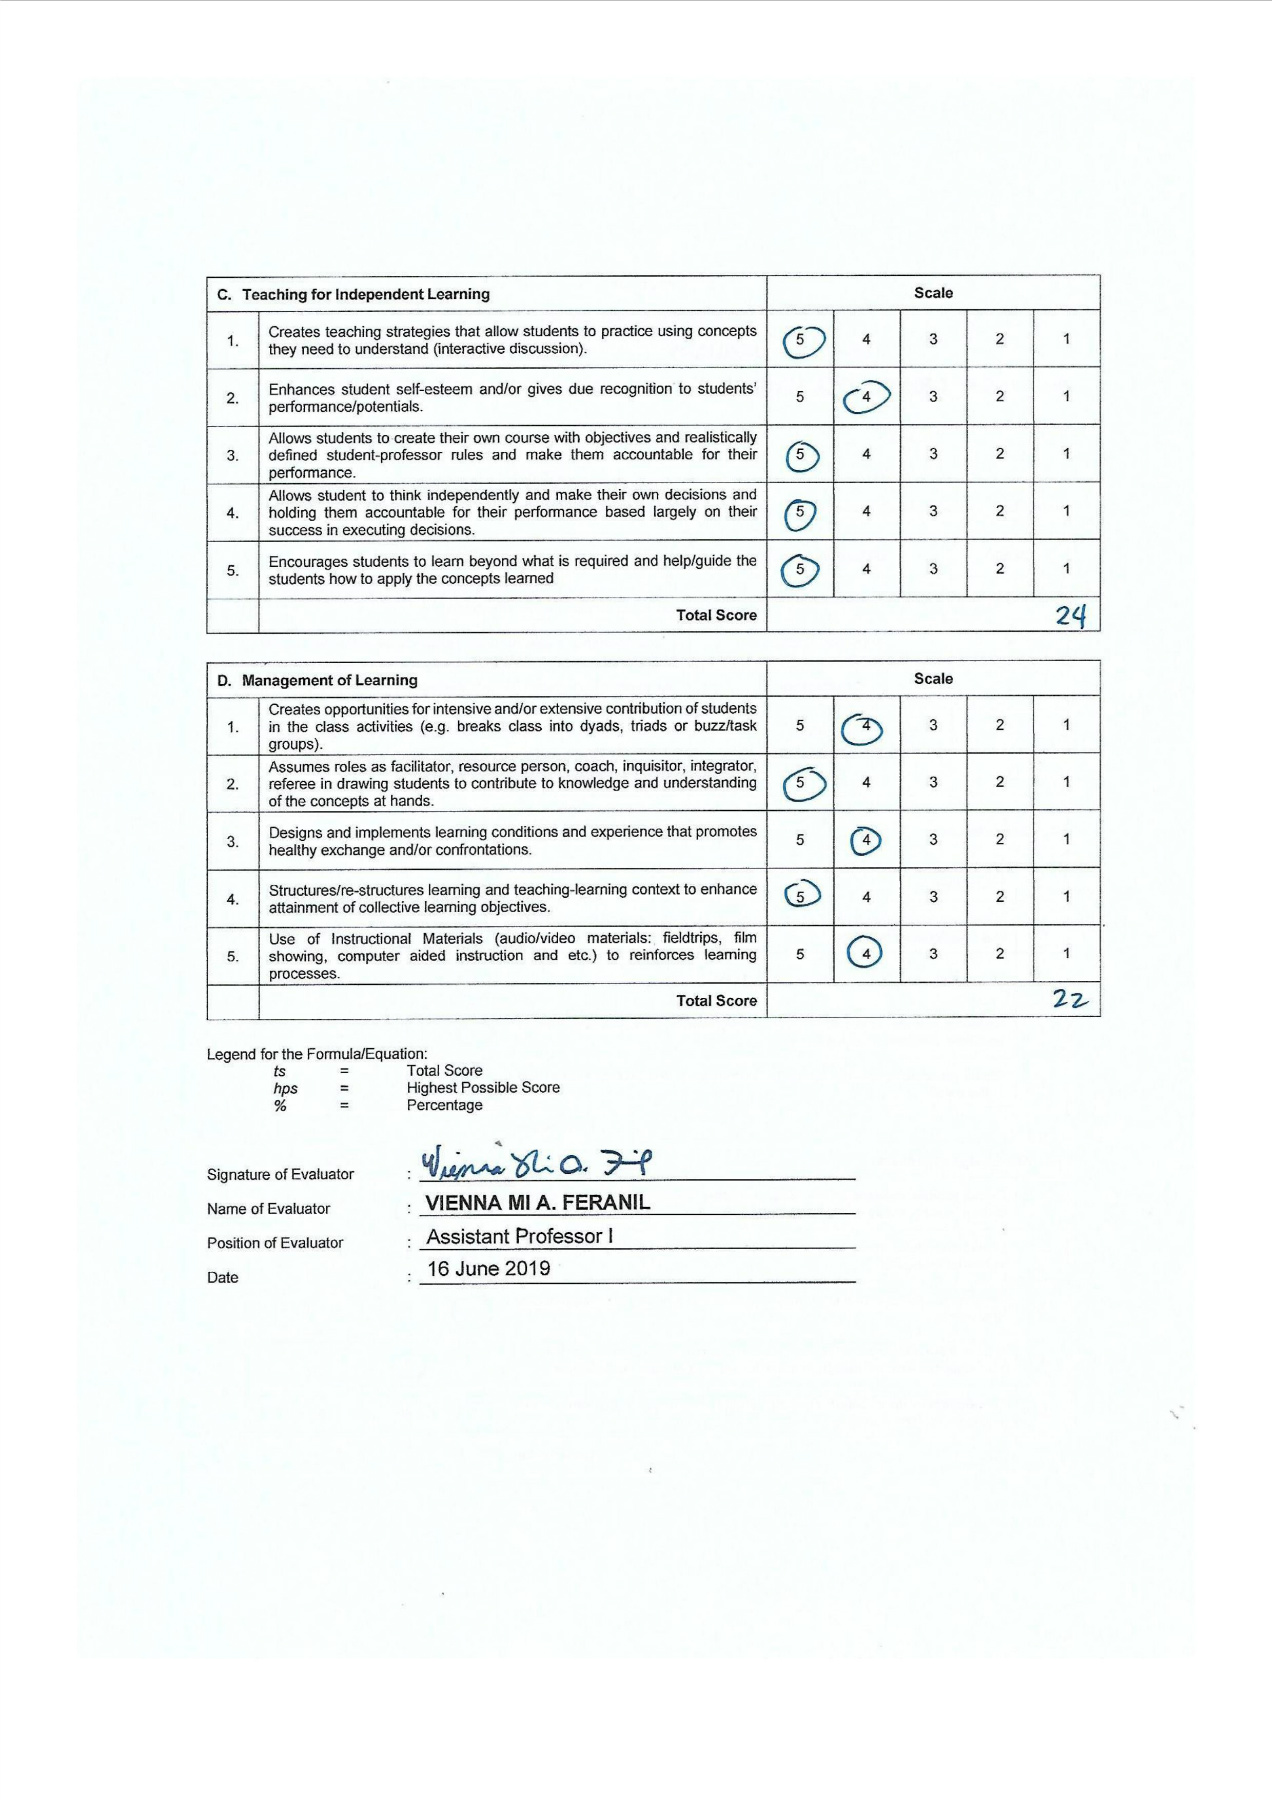 C. Teaching for Independent Learning Scale
1. Creates teaching strategies that allow students to practice using concepts they need to understand (interactive discussion). 5 4 3 2 1
2. Enhances student self-esteem and/or gives due recognition to students' performance/potentials. 5 4 3 2 1
3. Allows students to create their own course with objectives and realistically defined student-professor rules and make them accountable for their performance. 5 4 3 2 1
4. Allows student to think independently and make their own decisions and holding them accountable for their performance based largely on their success in executing decisions. 5 4 3 2 1
5. Encourages students to learn beyond what is required and help/guide the students how to apply the concepts learned 5 4 3 2 1
Total Score 24
D. Management of Learning Scale
1. Creates opportunities for intensive and/or extensive contribution of students in the class activities (e.g. breaks class into dyads, triads or buzz/task groups). 5 4 3 2 1
2. Assumes roles as facilitator, resource person, coach, inquisitor, integrator, referee in drawing students to contribute to knowledge and understanding of the concepts at hands. 5 4 3 2 1
3. Designs and implements learning conditions and experience that promotes healthy exchange and/or confrontations. 5 4 3 2 1
4. Structures/re-structures learning and teaching-learning context to enhance attainment of collective learning objectives. 5 4 3 2 1
5. Use of Instructional Materials (audio/video materials: fieldtrips, film showing, computer aided instruction and etc.) to reinforces learning processes. 5 4 3 2 1
Total Score 22
Legend for the Formula/Equation:
ts = Total Score
hps = Highest Possible Score
% = Percentage
Signature of Evaluator :
Name of Evaluator : VIENNA MI A. FERANIL
Position of Evaluator : Assistant Professor I
Date : 16 June 2019